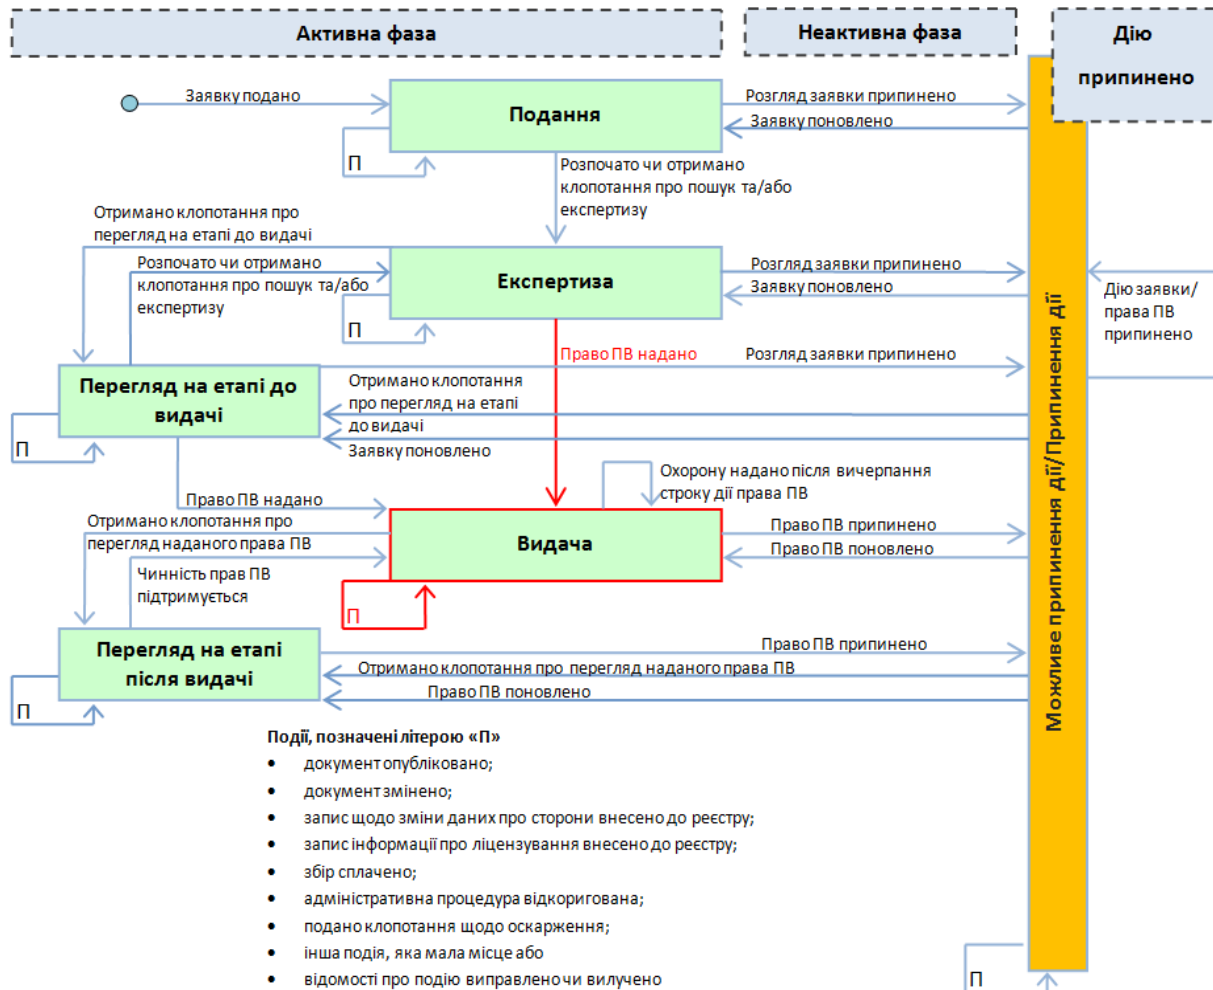 Активна фаза
Неактивна фаза
Дію
припинено
Заявку подано
Подання
Розгляд заявки припинено
Заявку поновлено
П
Розпочато чи отримано
клопотання про пошук та/або
експертизу
Отримано клопотання про
перегляд на етапі до видачі
Розпочато чи отримано
клопотання про пошук та/або
експертизу
Експертиза
Розгляд заявки припинено
Заявку поновлено
П
Дію заявки/
права ПВ
припинено
Право ПВ надано
Розгляд заявки припинено
Перегляд на етапі до
видачі
Отримано клопотання
про перегляд на етапі
до видачі
Заявку поновлено
П
Можливе припинення дії/Припинення дії
Право ПВ надано
Охорону надано після вичерпання
строку дії права ПВ
Отримано клопотання про
перегляд наданого права ПВ
Видача
Право ПВ припинено
Право ПВ поновлено
Чинність прав ПВ
підтримується
П
Перегляд на етапі
після видачі
Право ПВ припинено
Отримано клопотання про перегляд наданого права ПВ
Право ПВ поновлено
П
Події, позначені літерою «П»
• документ опубліковано;
• документ змінено;
• запис щодо зміни даних про сторони внесено до реєстру;
• запис інформації про ліцензування внесено до реєстру;
• збір сплачено;
• адміністративна процедура відкоригована;
• подано клопотання щодо оскарження;
• інша подія, яка мала місце або
• відомості про подію виправлено чи вилучено
П